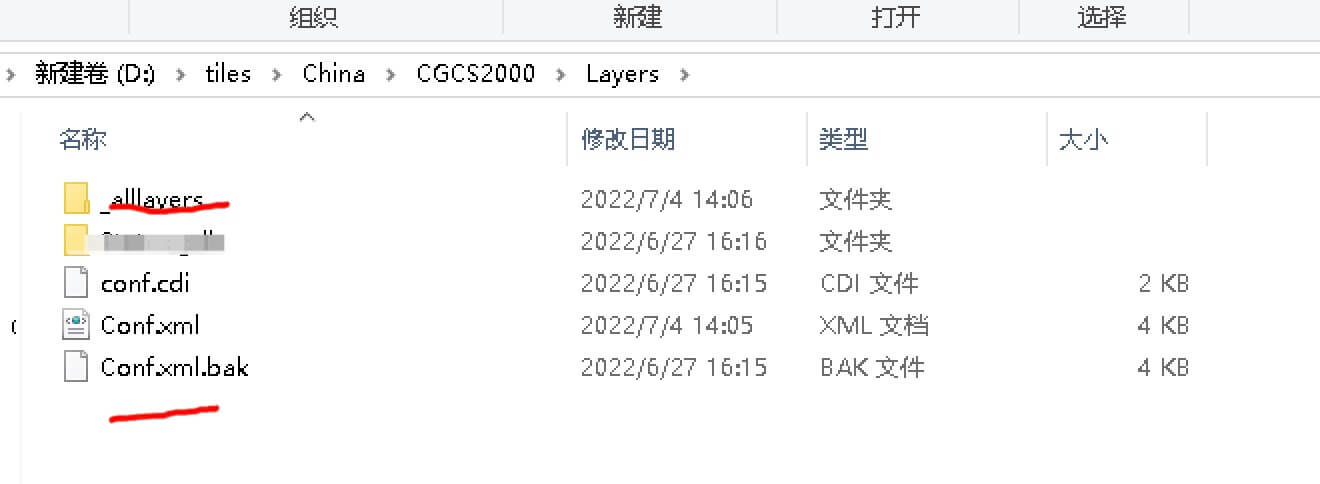 组织 新建 打开 选择
新建卷 (D:) > tiles > China > CGCS2000 > Layers >
名称 修改日期 类型 大小
_alllayers 2022/7/4 14:06 文件夹
2022/6/27 16:16 文件夹
conf.cdi 2022/6/27 16:15 CDI 文件 2 KB
Conf.xml 2022/7/4 14:05 XML 文档 4 KB
Conf.xml.bak 2022/6/27 16:15 BAK 文件 4 KB